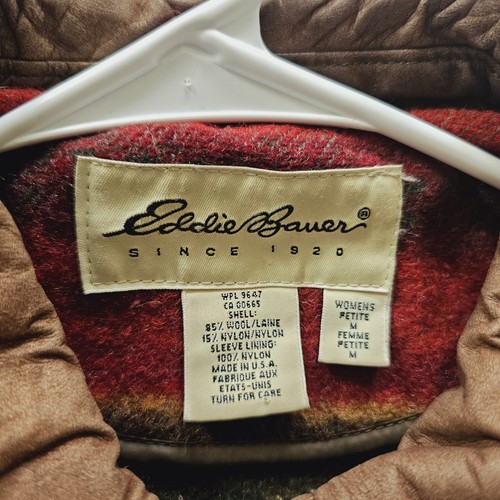 Eddie Bauer®
SINCE 1920
WPL 9647
CA 00665
SHELL:
85% WOOL/LAINE
15% NYLON/NYLON
SLEEVE LINING:
100% NYLON
MADE IN U.S.A.
FABRIQUE AUX
ETATS-UNIS
TURN FOR CARE
WOMENS
PETITE
M
FEMME
PETITE
M